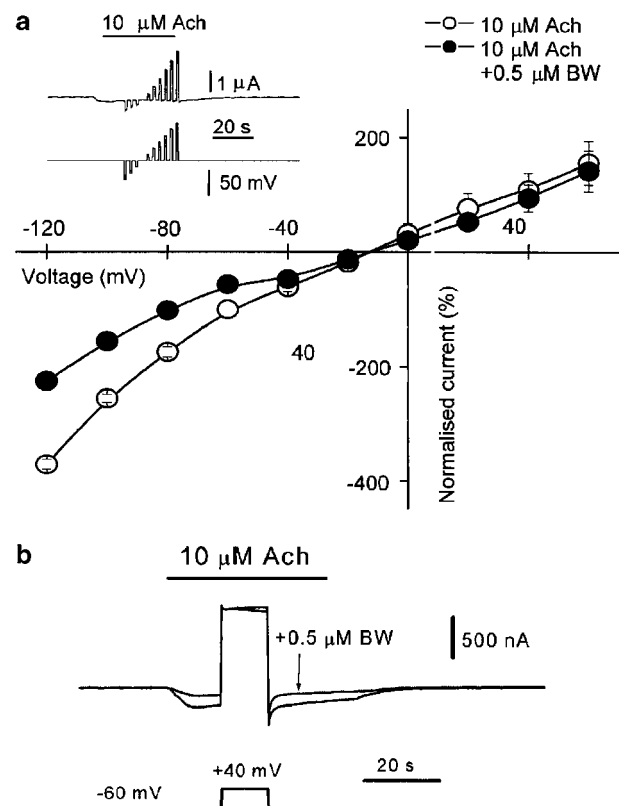 a
10 μM Ach
1 μA
20 s
50 mV
10 μM Ach
10 μM Ach
+0.5 μM BW
200
-120
-80
-40
40
Voltage (mV)
40
-200
-400
Normalised current (%)
b
10 μM Ach
+0.5 μM BW
500 nA
+40 mV
20 s
-60 mV